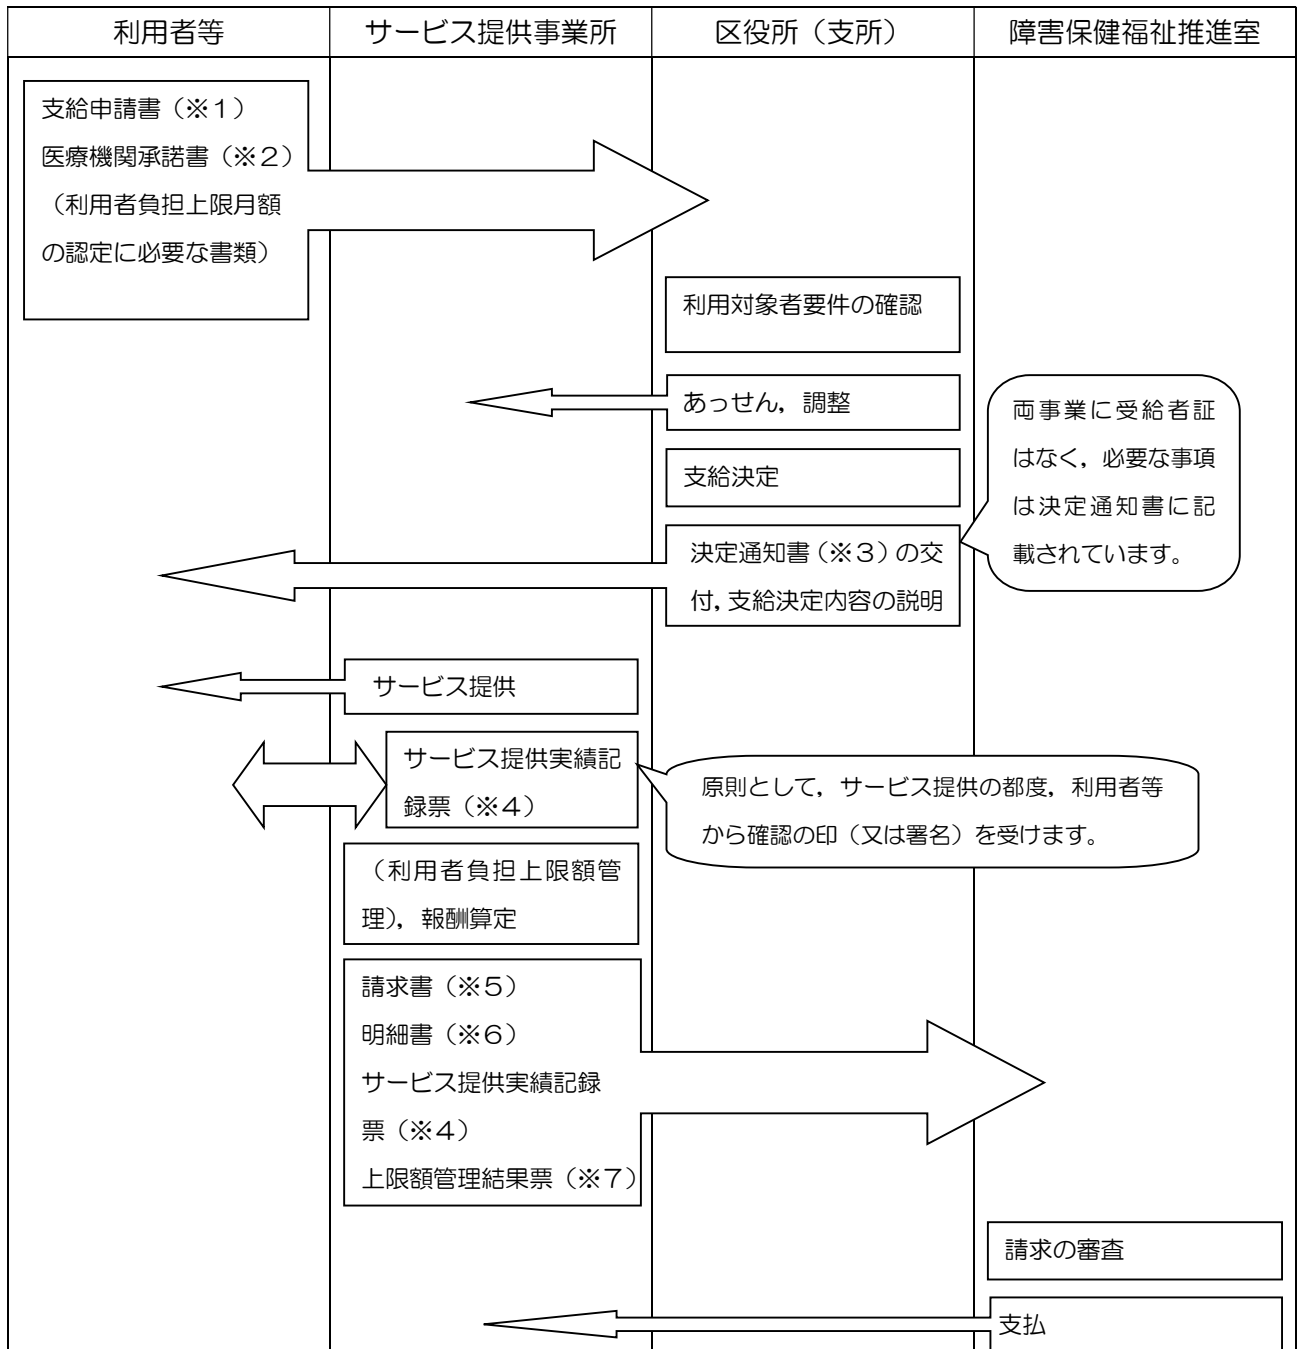 利用者等
サービス提供事業所
区役所(支所)
障害保健福祉推進室
支給申請書(※1)
医療機関承諾書(※2)
(利用者負担上限月額
の認定に必要な書類)
利用対象者要件の確認
あっせん,調整
両事業に受給者証
はなく,必要な事項
は決定通知書に記
載されています。
支給決定
決定通知書(※3)の交
付,支給決定内容の説明
サービス提供
サービス提供実績記
録票(※4)
原則として,サービス提供の都度,利用者等
から確認の印(又は署名)を受けます。
(利用者負担上限額管
理),報酬算定
請求書(※5)
明細書(※6)
サービス提供実績記録
票(※4)
上限額管理結果票(※7)
請求の審査
支払